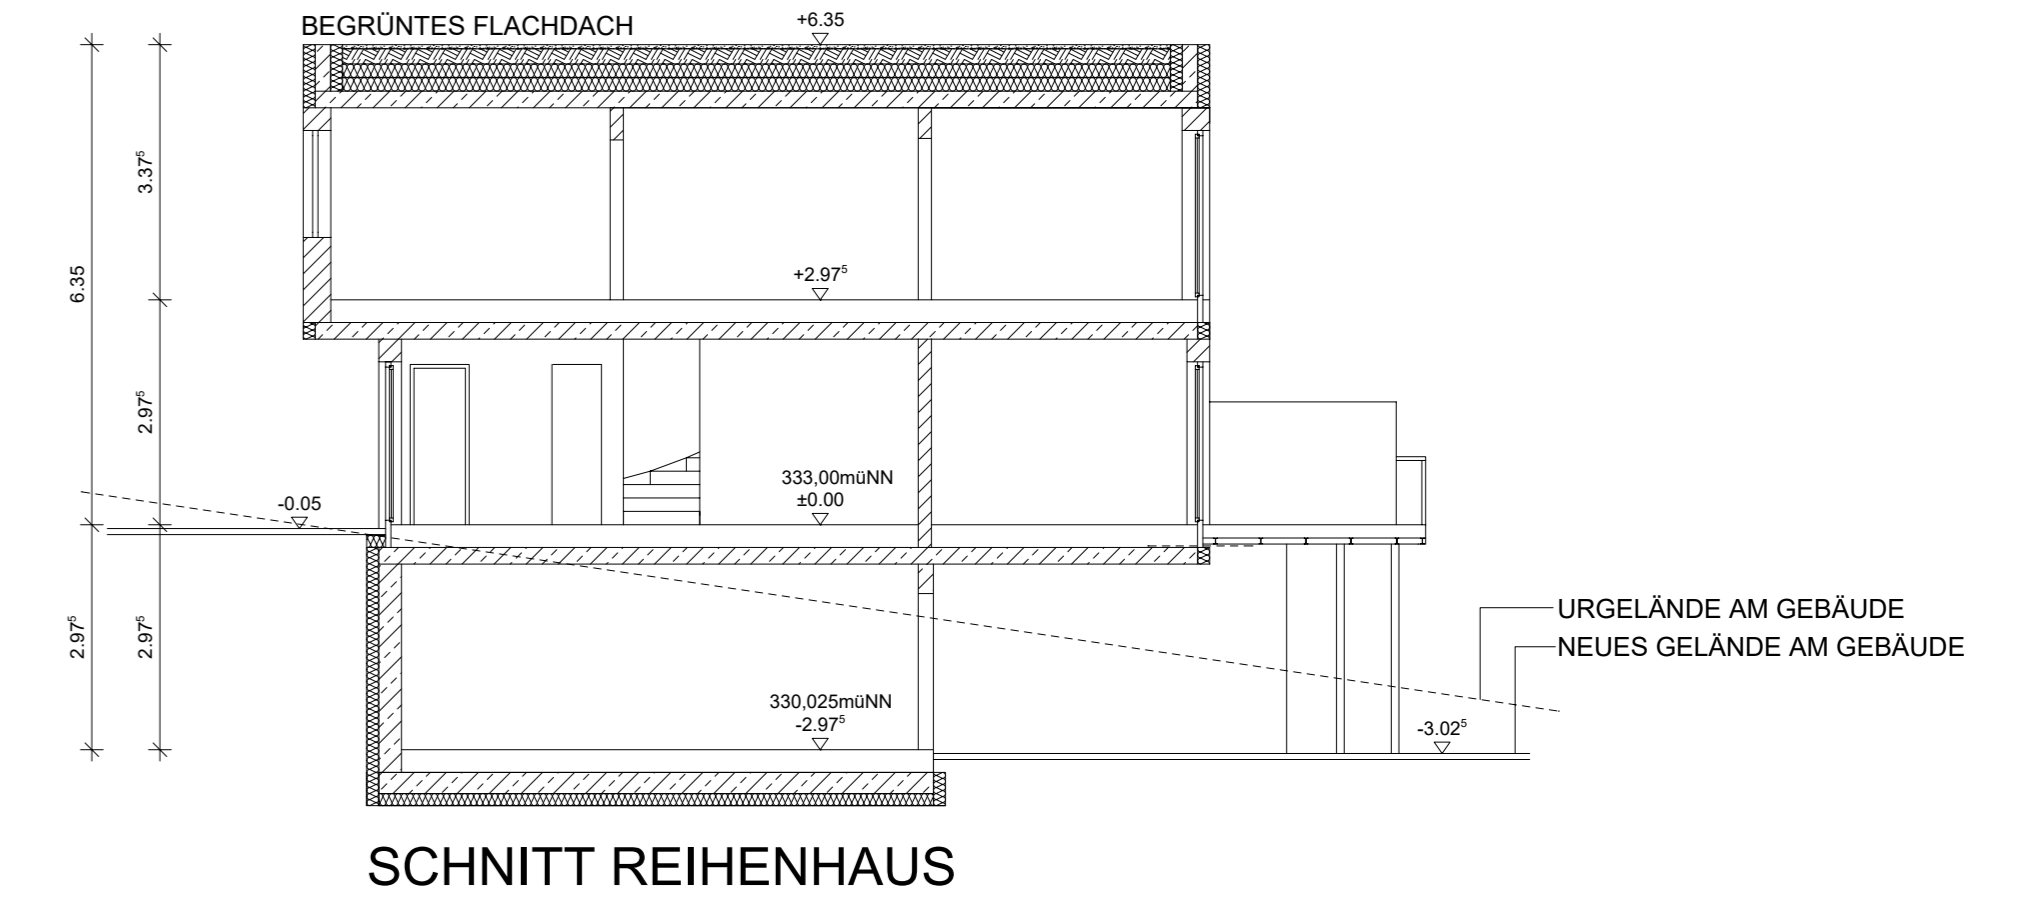 BEGRÜNTES FLACHDACH
+6.35
3.37⁵
6.35
+2.97⁵
2.97⁵
333,00müNN
±0.00
-0.05
URGELÄNDE AM GEBÄUDE
NEUES GELÄNDE AM GEBÄUDE
2.97⁵
2.97⁵
330,025müNN
-2.97⁵
-3.02⁵
SCHNITT REIHENHAUS